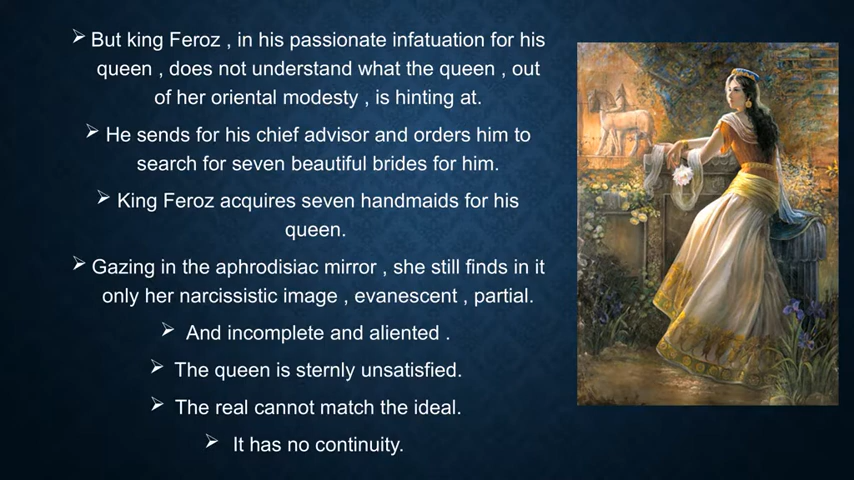 But king Feroz , in his passionate infatuation for his
queen , does not understand what the queen , out
of her oriental modesty , is hinting at.
He sends for his chief advisor and orders him to
search for seven beautiful brides for him.
King Feroz acquires seven handmaids for his
queen.
Gazing in the aphrodisiac mirror , she still finds in it
only her narcissistic image , evanescent , partial.
And incomplete and aliented .
The queen is sternly unsatisfied.
The real cannot match the ideal.
It has no continuity.